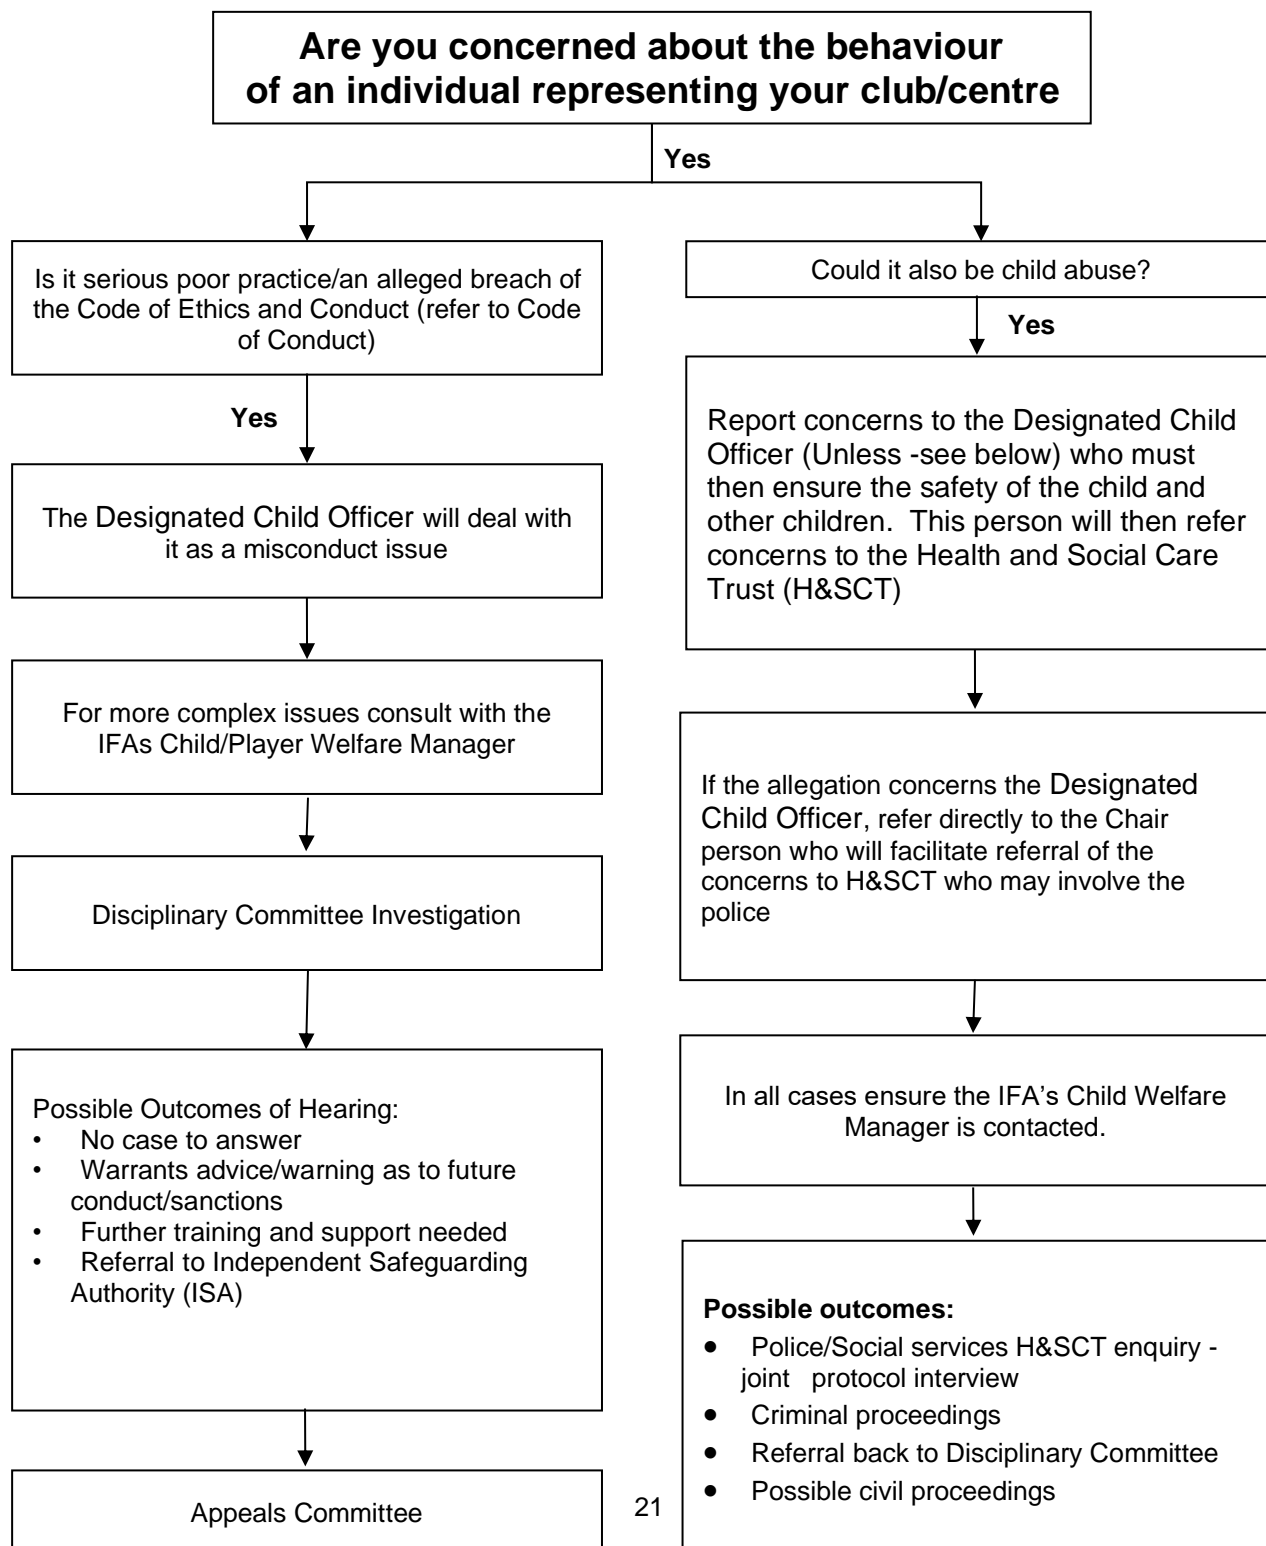 Are you concerned about the behaviour
of an individual representing your club/centre
Yes
Is it serious poor practice/an alleged breach of
the Code of Ethics and Conduct (refer to Code
of Conduct)
Yes
The Designated Child Officer will deal with
it as a misconduct issue
For more complex issues consult with the
IFAs Child/Player Welfare Manager
Disciplinary Committee Investigation
Possible Outcomes of Hearing:
• No case to answer
• Warrants advice/warning as to future
conduct/sanctions
• Further training and support needed
• Referral to Independent Safeguarding
Authority (ISA)
Appeals Committee
Could it also be child abuse?
Yes
Report concerns to the Designated Child
Officer (Unless -see below) who must
then ensure the safety of the child and
other children. This person will then refer
concerns to the Health and Social Care
Trust (H&SCT)
If the allegation concerns the Designated
Child Officer, refer directly to the Chair
person who will facilitate referral of the
concerns to H&SCT who may involve the
police
In all cases ensure the IFA's Child Welfare
Manager is contacted.
Possible outcomes:
• Police/Social services H&SCT enquiry -
joint protocol interview
• Criminal proceedings
• Referral back to Disciplinary Committee
• Possible civil proceedings
21